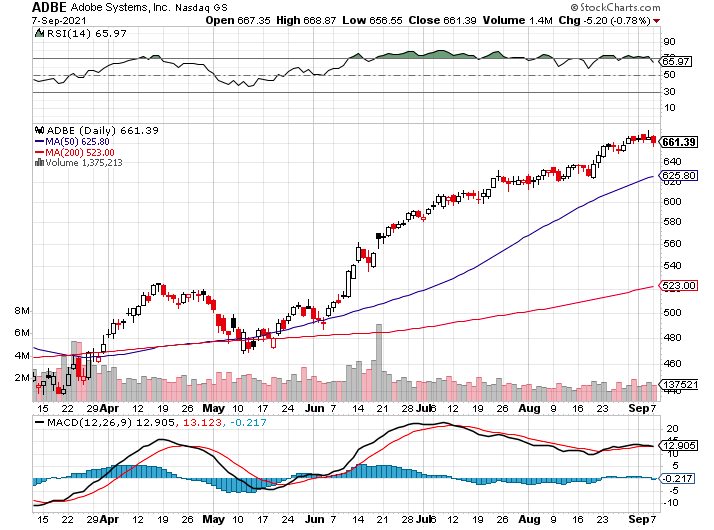 ADBE Adobe Systems, Inc. Nasdaq GS © StockCharts.com
7-Sep-2021 Open 667.35 High 668.87 Low 656.55 Close 661.39 Volume 1.4M Chg -5.20 (-0.78%)
RSI(14) 65.97
90
70
65.97
50
30
10
ADBE (Daily) 661.39
MA(50) 625.80
MA(200) 523.00
Volume 1,375,213
661.39
640
625.80
620
600
580
560
540
523.00
500
480
460
440
8M
6M
4M
2M
137521
15 22 29 Apr 12 19 26 May 10 17 24 Jun 7 14 21 28 Jul 6 12 19 26 Aug 9 16 23 Sep 7
MACD(12,26,9) 12.905, 13.123, -0.217
20
15
12.905
10
5
-0.217
-5
-10
15 22 29 Apr 12 19 26 May 10 17 24 Jun 7 14 21 28 Jul 6 12 19 26 Aug 9 16 23 Sep 7